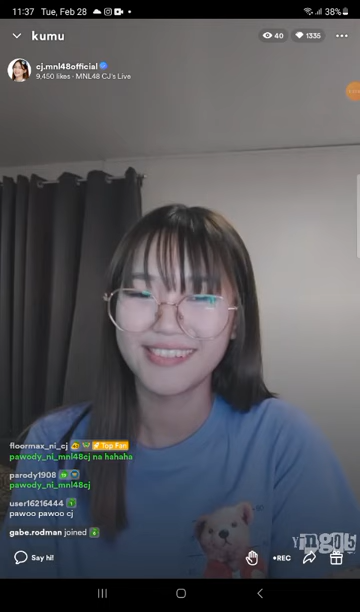 11:37 Tue, Feb 28 38%
kumu 40 1335
cj.mnl48official
9,450 likes · MNL48 CJ's Live
floormax_ni_cj Top Fan
pawody_ni_mnl48cj na hahaha
parody1908
pawody_ni_mnl48cj
user16216444
pawoo pawoo cj
gabe.rodman joined
Say hi! •REC